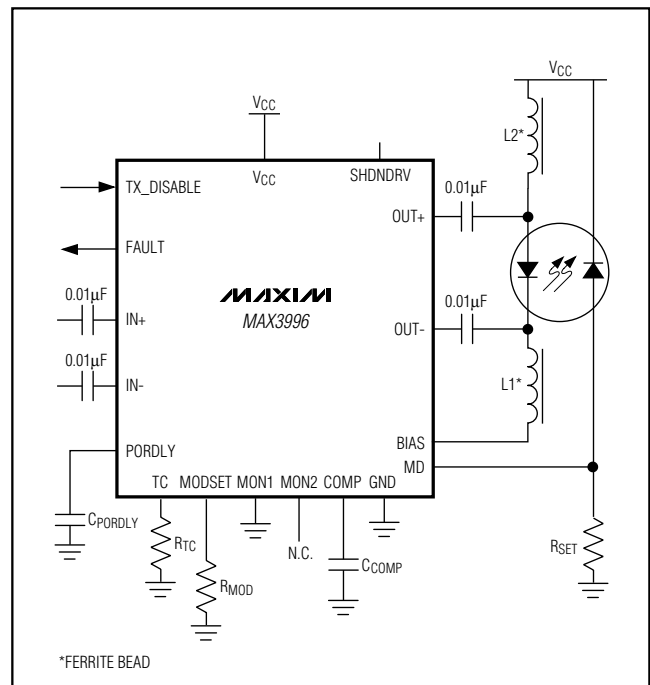 VCC
VCC
L2*
VCC
SHDNDRV
0.01µF
TX_DISABLE
OUT+
FAULT
0.01µF
MAXIM
MAX3996
0.01µF
IN+
OUT-
0.01µF
IN-
L1*
BIAS
PORDLY
MD
TC MODSET MON1 MON2 COMP GND
CPORDLY
RTC
N.C.
CCOMP
RSET
RMOD
*FERRITE BEAD